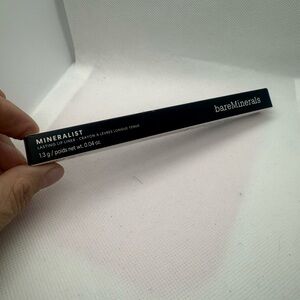 MINERALIST
LASTING LIP LINER · CRAYON À LÈVRES LONGUE TENUE
1.3 g / poids net wt. 0.04 oz.
bareMinerals